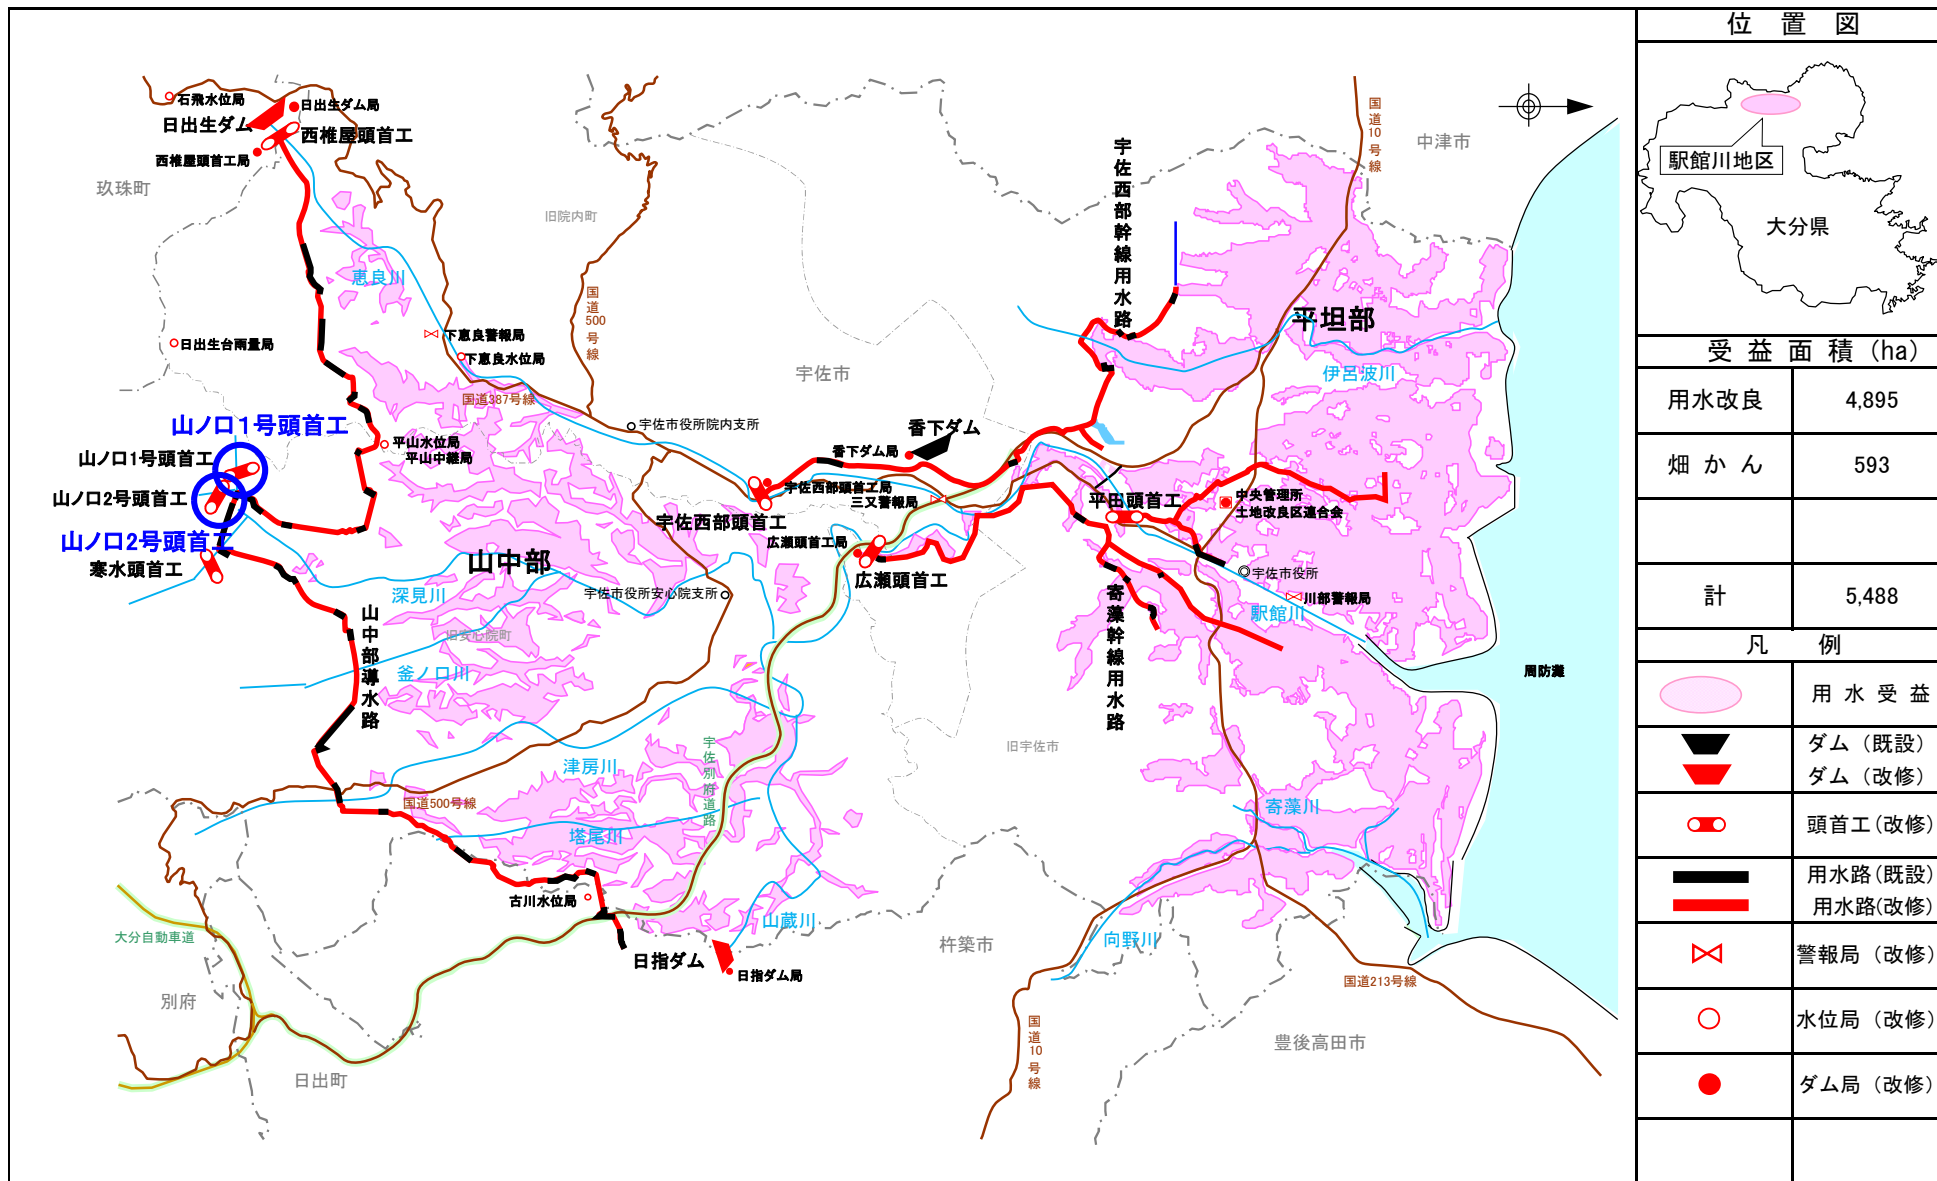 石飛水位局
日出生ダム局
日出生ダム
西椎屋頭首工
西椎屋頭首工局
玖珠町
旧院内町
恵良川
国道500号線
下恵良警報局
下恵良水位局
日出生台雨量局
国道387号線
宇佐市
宇佐市役所院内支所
山ノ口1号頭首工
山ノ口1号頭首工
山ノ口2号頭首工
山ノ口2号頭首工
寒水頭首工
平山水位局
平山中継局
香下ダム
香下ダム局
宇佐西部頭首工局
三又警報局
宇佐西部頭首工
広瀬頭首工局
広瀬頭首工
山中部
深見川
宇佐市役所安心院支所
旧安心院町
釜ノ口川
山中部導水路
津房川
国道500号線
塔尾川
宇佐別府道路
古川水位局
山蔵川
日指ダム
日指ダム局
大分自動車道
別府
日出町
杵築市
宇佐西部幹線用水路
国道10号線
中津市
平坦部
伊呂波川
平田頭首工
中央管理所
土地改良区連合会
宇佐市役所
川部警報局
駅館川
寄藻幹線用水路
旧宇佐市
周防灘
寄藻川
向野川
国道213号線
国道10号線
豊後高田市
位置図
駅館川地区
大分県
受益面積(ha)
用水改良 4,895
畑かん 593
計 5,488
凡例
用水受益
ダム(既設)
ダム(改修)
頭首工(改修)
用水路(既設)
用水路(改修)
警報局(改修)
水位局(改修)
ダム局(改修)